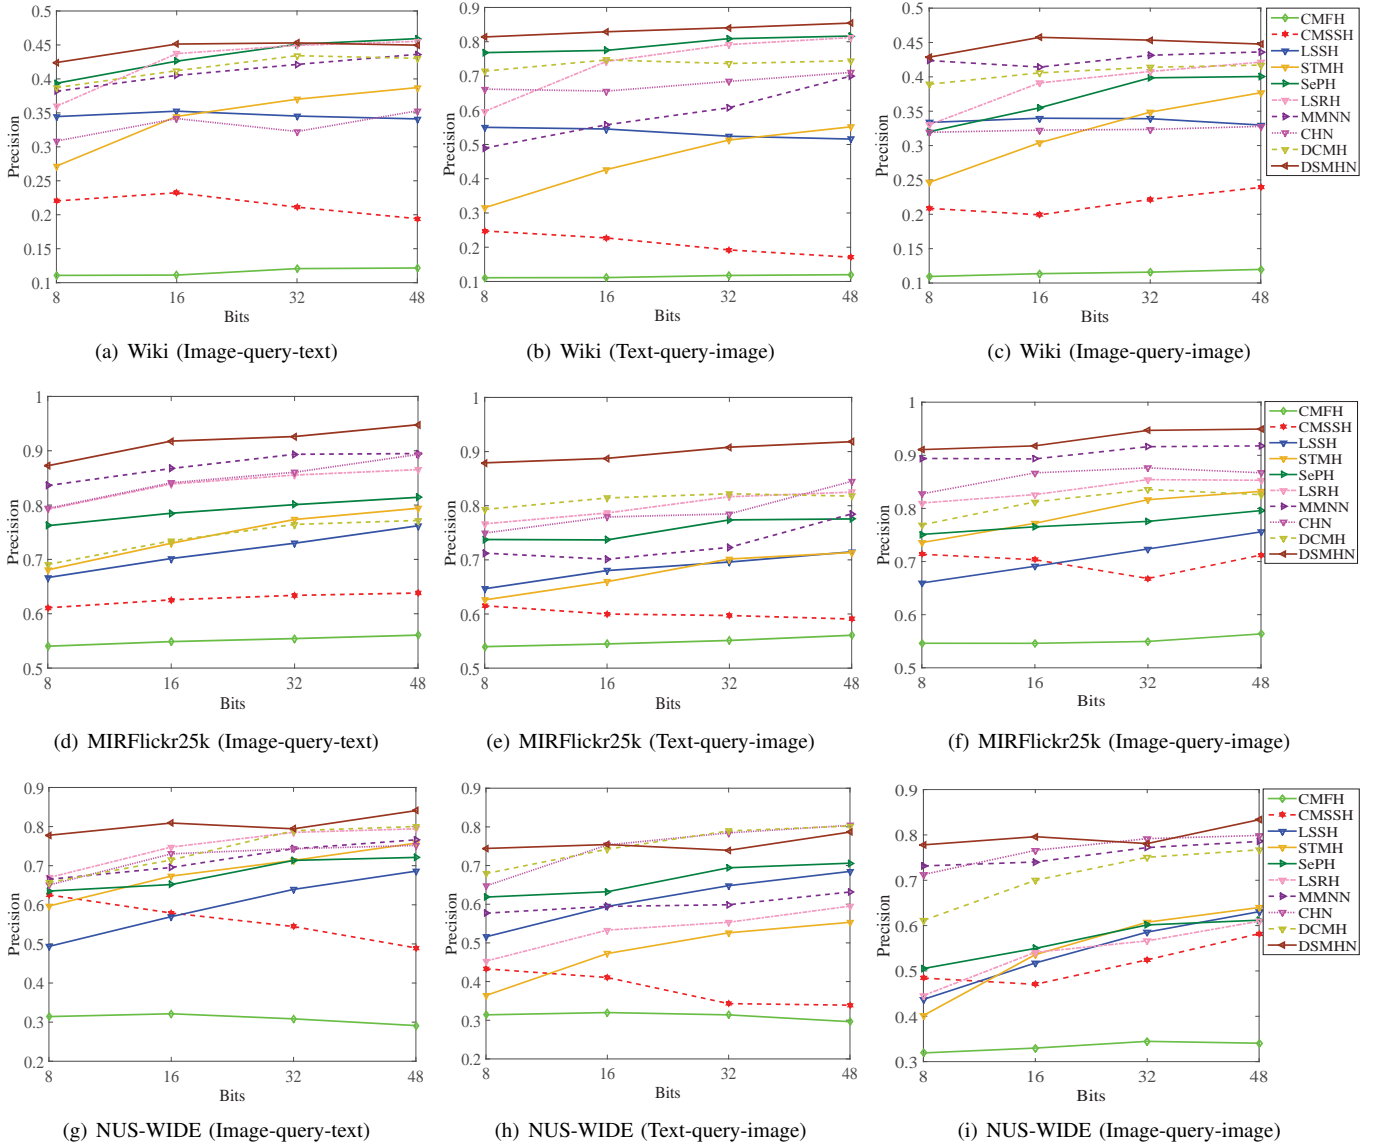 0.5
0.45
0.4
0.35
0.3
0.25
0.2
0.15
0.1
Precision
8 16 32 48
Bits
(a) Wiki (Image-query-text)
0.9
0.8
0.7
0.6
0.5
0.4
0.3
0.2
0.1
Precision
8 16 32 48
Bits
(b) Wiki (Text-query-image)
0.5
0.45
0.4
0.35
0.3
0.25
0.2
0.15
0.1
Precision
8 16 32 48
Bits
(c) Wiki (Image-query-image)
CMFH
CMSSH
LSSH
STMH
SePH
LSRH
MMNN
CHN
DCMH
DSMHN
1
0.9
0.8
0.7
0.6
0.5
Precision
8 16 32 48
Bits
(d) MIRFlickr25k (Image-query-text)
1
0.9
0.8
0.7
0.6
0.5
Precision
8 16 32 48
Bits
(e) MIRFlickr25k (Text-query-image)
1
0.9
0.8
0.7
0.6
0.5
Precision
8 16 32 48
Bits
(f) MIRFlickr25k (Image-query-image)
CMFH
CMSSH
LSSH
STMH
SePH
LSRH
MMNN
CHN
DCMH
DSMHN
0.9
0.8
0.7
0.6
0.5
0.4
0.3
0.2
Precision
8 16 32 48
Bits
(g) NUS-WIDE (Image-query-text)
0.9
0.8
0.7
0.6
0.5
0.4
0.3
0.2
Precision
8 16 32 48
Bits
(h) NUS-WIDE (Text-query-image)
0.9
0.8
0.7
0.6
0.5
0.4
0.3
Precision
8 16 32 48
Bits
(i) NUS-WIDE (Image-query-image)
CMFH
CMSSH
LSSH
STMH
SePH
LSRH
MMNN
CHN
DCMH
DSMHN